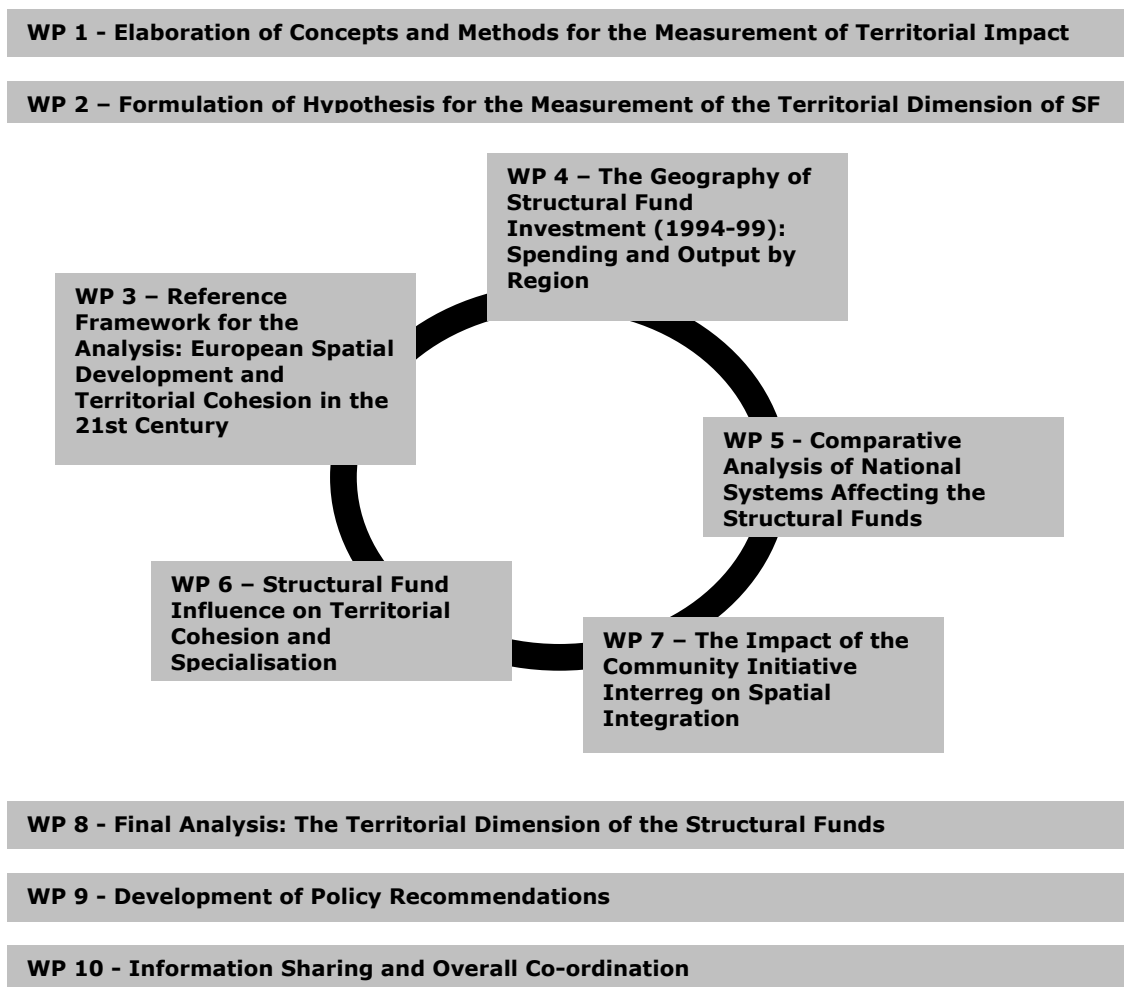 WP 1 - Elaboration of Concepts and Methods for the Measurement of Territorial Impact
WP 2 – Formulation of Hypothesis for the Measurement of the Territorial Dimension of SF
WP 4 – The Geography of
Structural Fund
Investment (1994-99):
Spending and Output by
Region
WP 3 – Reference
Framework for the
Analysis: European Spatial
Development and
Territorial Cohesion in the
21st Century
WP 5 - Comparative
Analysis of National
Systems Affecting the
Structural Funds
WP 6 – Structural Fund
Influence on Territorial
Cohesion and
Specialisation
WP 7 – The Impact of the
Community Initiative
Interreg on Spatial
Integration
WP 8 - Final Analysis: The Territorial Dimension of the Structural Funds
WP 9 - Development of Policy Recommendations
WP 10 - Information Sharing and Overall Co-ordination